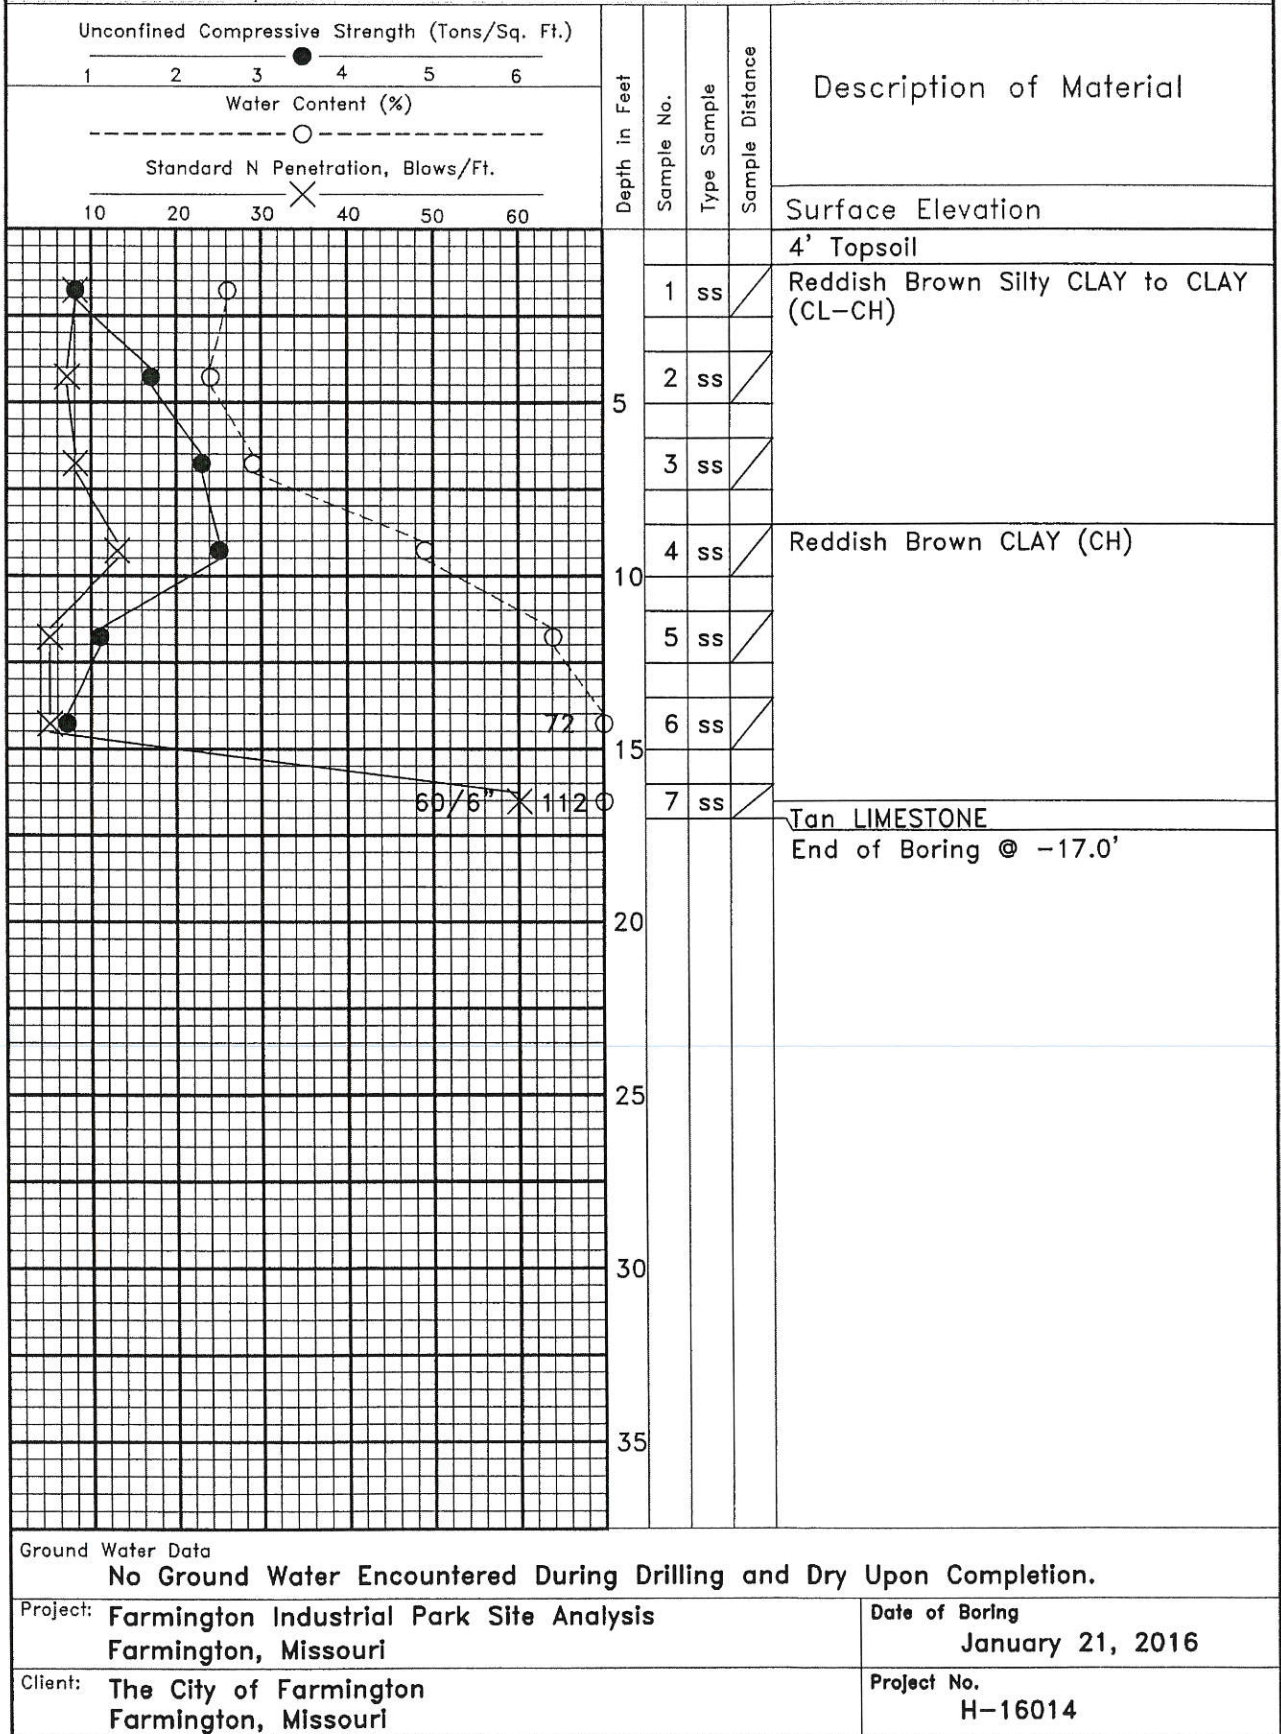 Unconfined Compressive Strength (Tons/Sq. Ft.)
1 2 3 4 5 6
Water Content (%)
Standard N Penetration, Blows/Ft.
10 20 30 40 50 60
Depth in Feet
Sample No.
Type Sample
Sample Distance
Description of Material
Surface Elevation
4' Topsoil
1 ss Reddish Brown Silty CLAY to CLAY
(CL-CH)
2 ss
5
3 ss
4 ss Reddish Brown CLAY (CH)
10
5 ss
72 6 ss
15
60/6" 112 7 ss
Tan LIMESTONE
End of Boring @ -17.0'
20
25
30
35
Ground Water Data
No Ground Water Encountered During Drilling and Dry Upon Completion.
Project: Farmington Industrial Park Site Analysis
Farmington, Missouri
Date of Boring
January 21, 2016
Client: The City of Farmington
Farmington, Missouri
Project No.
H-16014